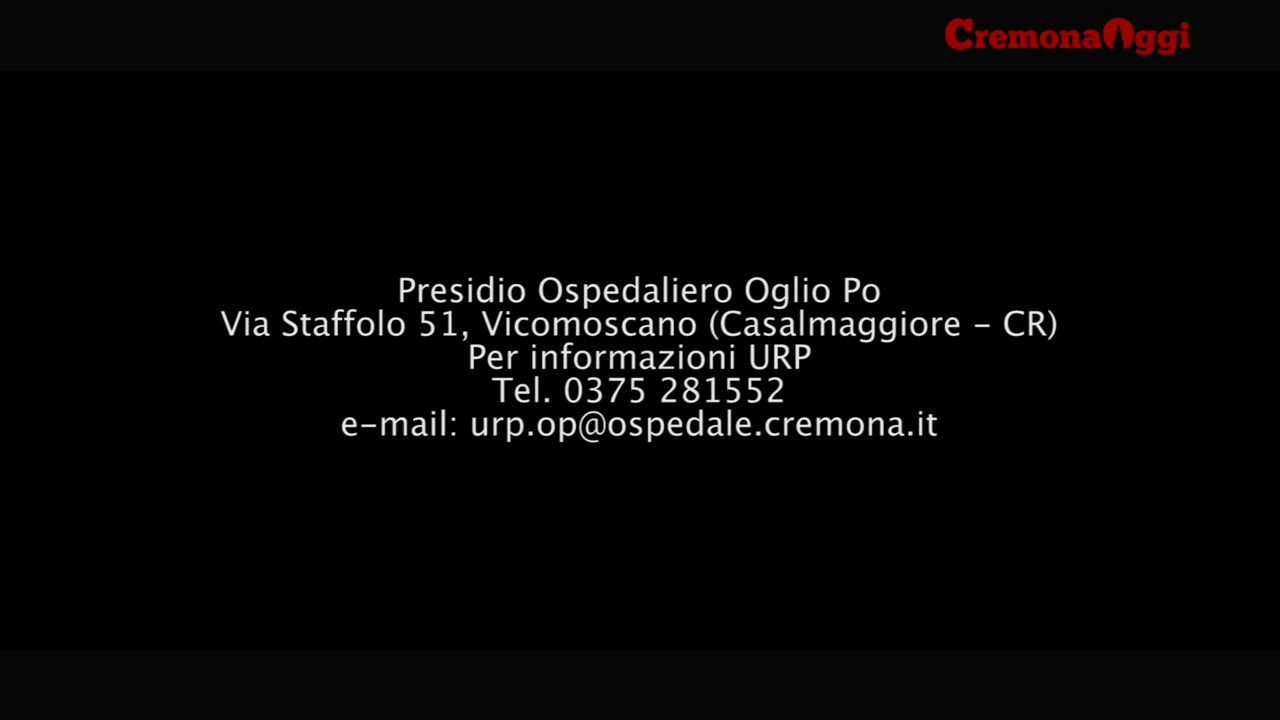 CremonaOggi
Presidio Ospedaliero Oglio Po
Via Staffolo 51, Vicomoscano (Casalmaggiore - CR)
Per informazioni URP
Tel. 0375 281552
e-mail: urp.op@ospedale.cremona.it